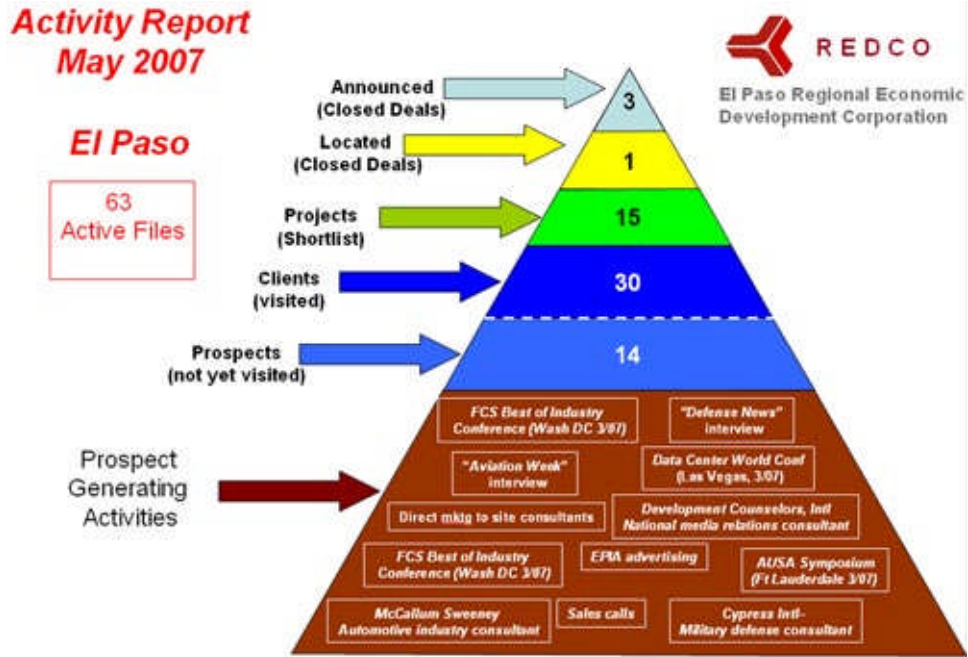 Activity Report
May 2007
REDCO
El Paso Regional Economic
Development Corporation
El Paso
63
Active Files
Announced
(Closed Deals)
3
Located
(Closed Deals)
1
Projects
(Shortlist)
15
Clients
(visited)
30
Prospects
(not yet visited)
14
Prospect
Generating
Activities
FCS Best of Industry
Conference (Wash DC 3/07)
"Defense News"
interview
"Aviation Week"
interview
Data Center World Conf
(Las Vegas, 3/07)
Direct mktg to site consultants
Development Counselors, Intl
National media relations consultant
FCS Best of Industry
Conference (Wash DC 3/07)
EPIA advertising
AUSA Symposium
(Ft Lauderdale 3/07)
McCallum Sweeney
Automotive industry consultant
Sales calls
Cypress Intl-
Military defense consultant